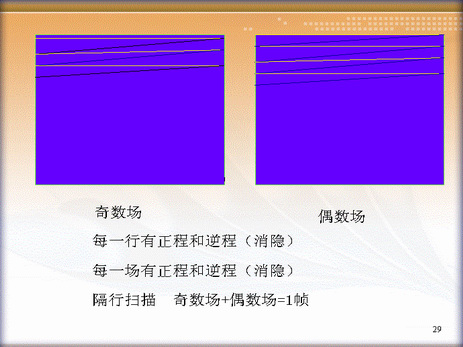 奇数场
偶数场
每一行有正程和逆程（消隐）
每一场有正程和逆程（消隐）
隔行扫描 奇数场+偶数场=1帧
29